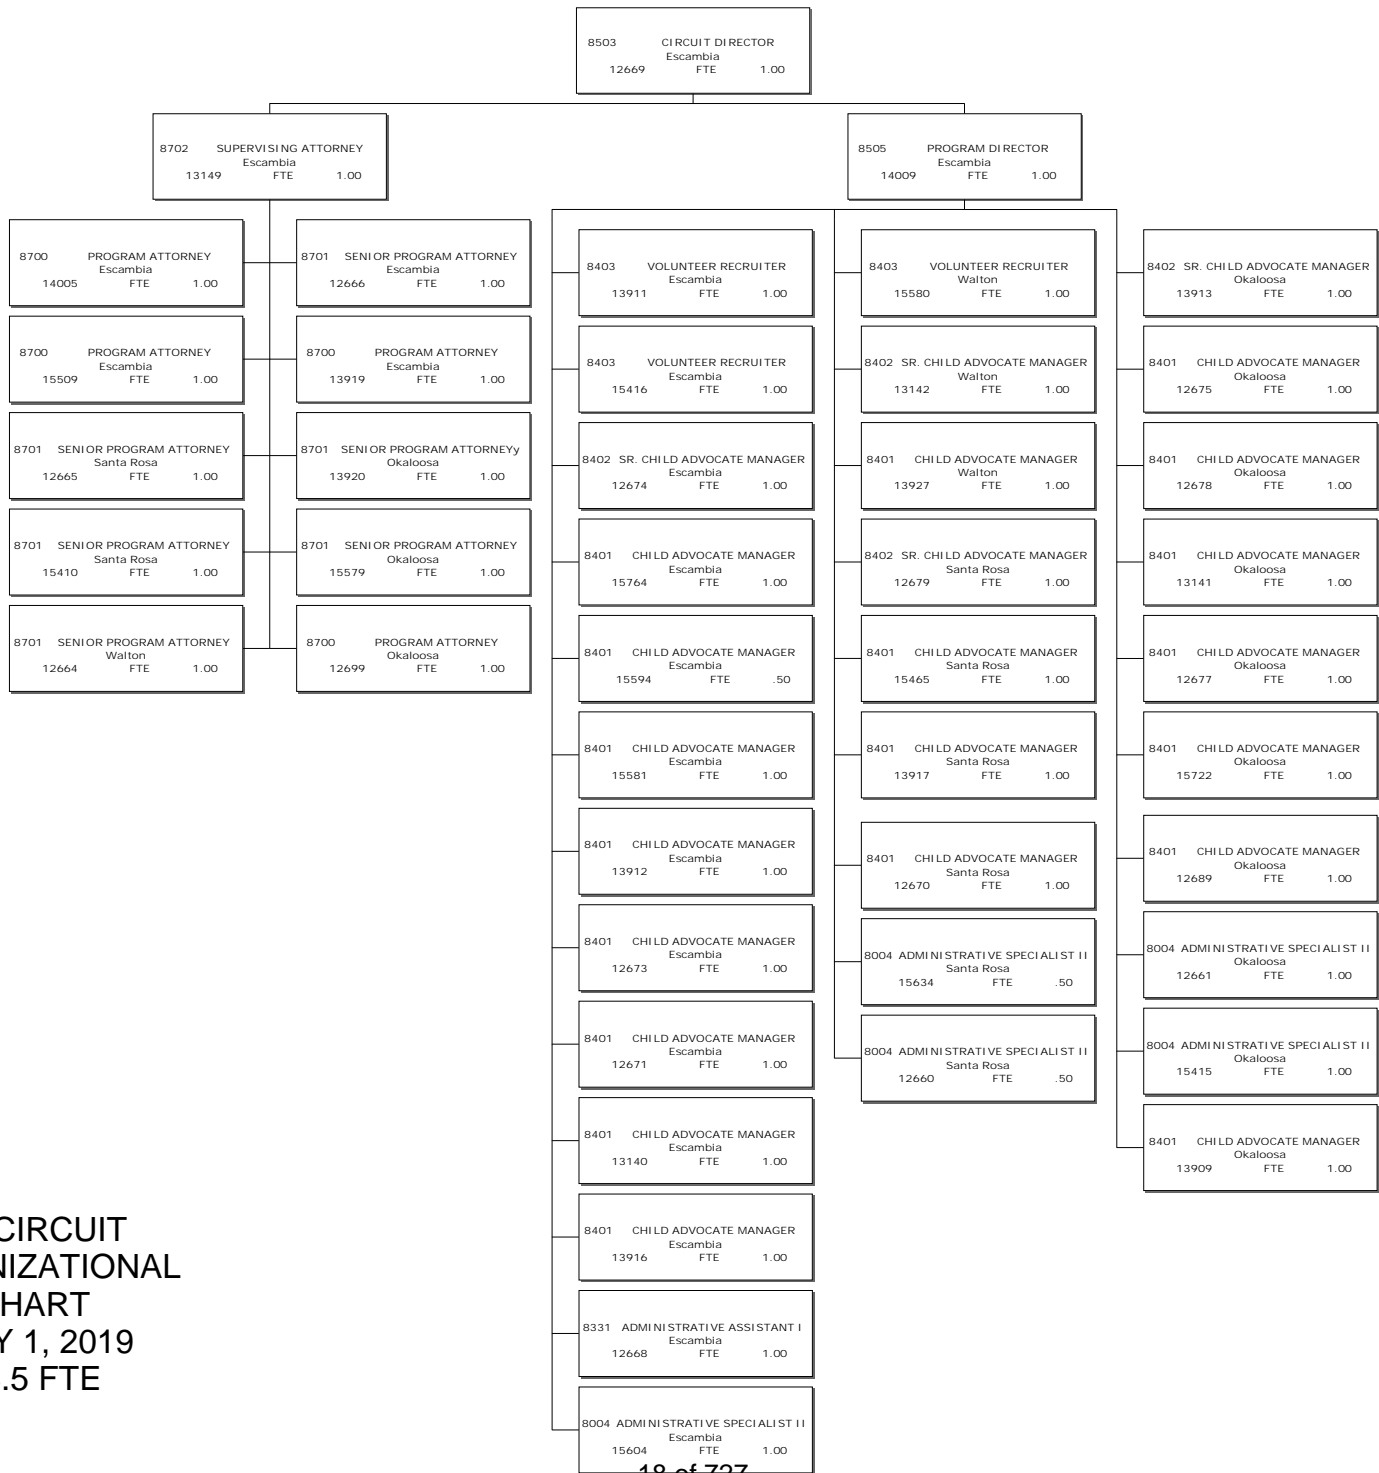 8503 CIRCUIT DIRECTOR
Escambia
12669 FTE 1.00
8702 SUPERVISING ATTORNEY
Escambia
13149 FTE 1.00
8505 PROGRAM DIRECTOR
Escambia
14009 FTE 1.00
8700 PROGRAM ATTORNEY
Escambia
14005 FTE 1.00
8700 PROGRAM ATTORNEY
Escambia
15509 FTE 1.00
8701 SENIOR PROGRAM ATTORNEY
Santa Rosa
12665 FTE 1.00
8701 SENIOR PROGRAM ATTORNEY
Santa Rosa
15410 FTE 1.00
8701 SENIOR PROGRAM ATTORNEY
Walton
12664 FTE 1.00
8701 SENIOR PROGRAM ATTORNEY
Escambia
12666 FTE 1.00
8700 PROGRAM ATTORNEY
Escambia
13919 FTE 1.00
8701 SENIOR PROGRAM ATTORNEYy
Okaloosa
13920 FTE 1.00
8701 SENIOR PROGRAM ATTORNEY
Okaloosa
15579 FTE 1.00
8700 PROGRAM ATTORNEY
Okaloosa
12699 FTE 1.00
8403 VOLUNTEER RECRUITER
Escambia
13911 FTE 1.00
8403 VOLUNTEER RECRUITER
Escambia
15416 FTE 1.00
8402 SR. CHILD ADVOCATE MANAGER
Escambia
12674 FTE 1.00
8401 CHILD ADVOCATE MANAGER
Escambia
15764 FTE 1.00
8401 CHILD ADVOCATE MANAGER
Escambia
15594 FTE .50
8401 CHILD ADVOCATE MANAGER
Escambia
15581 FTE 1.00
8401 CHILD ADVOCATE MANAGER
Escambia
13912 FTE 1.00
8401 CHILD ADVOCATE MANAGER
Escambia
12673 FTE 1.00
8401 CHILD ADVOCATE MANAGER
Escambia
12671 FTE 1.00
8401 CHILD ADVOCATE MANAGER
Escambia
13140 FTE 1.00
8401 CHILD ADVOCATE MANAGER
Escambia
13916 FTE 1.00
8331 ADMINISTRATIVE ASSISTANT I
Escambia
12668 FTE 1.00
8004 ADMINISTRATIVE SPECIALIST II
Escambia
15604 FTE 1.00
8403 VOLUNTEER RECRUITER
Walton
15580 FTE 1.00
8402 SR. CHILD ADVOCATE MANAGER
Walton
13142 FTE 1.00
8401 CHILD ADVOCATE MANAGER
Walton
13927 FTE 1.00
8402 SR. CHILD ADVOCATE MANAGER
Santa Rosa
12679 FTE 1.00
8401 CHILD ADVOCATE MANAGER
Santa Rosa
15465 FTE 1.00
8401 CHILD ADVOCATE MANAGER
Santa Rosa
13917 FTE 1.00
8401 CHILD ADVOCATE MANAGER
Santa Rosa
12670 FTE 1.00
8004 ADMINISTRATIVE SPECIALIST II
Santa Rosa
15634 FTE .50
8004 ADMINISTRATIVE SPECIALIST II
Santa Rosa
12660 FTE .50
8402 SR. CHILD ADVOCATE MANAGER
Okaloosa
13913 FTE 1.00
8401 CHILD ADVOCATE MANAGER
Okaloosa
12675 FTE 1.00
8401 CHILD ADVOCATE MANAGER
Okaloosa
12678 FTE 1.00
8401 CHILD ADVOCATE MANAGER
Okaloosa
13141 FTE 1.00
8401 CHILD ADVOCATE MANAGER
Okaloosa
12677 FTE 1.00
8401 CHILD ADVOCATE MANAGER
Okaloosa
15722 FTE 1.00
8401 CHILD ADVOCATE MANAGER
Okaloosa
12689 FTE 1.00
8004 ADMINISTRATIVE SPECIALIST II
Okaloosa
12661 FTE 1.00
8004 ADMINISTRATIVE SPECIALIST II
Okaloosa
15415 FTE 1.00
8401 CHILD ADVOCATE MANAGER
Okaloosa
13909 FTE 1.00
CIRCUIT
NIZATIONAL
HART
Y 1, 2019
.5 FTE
18 of 727